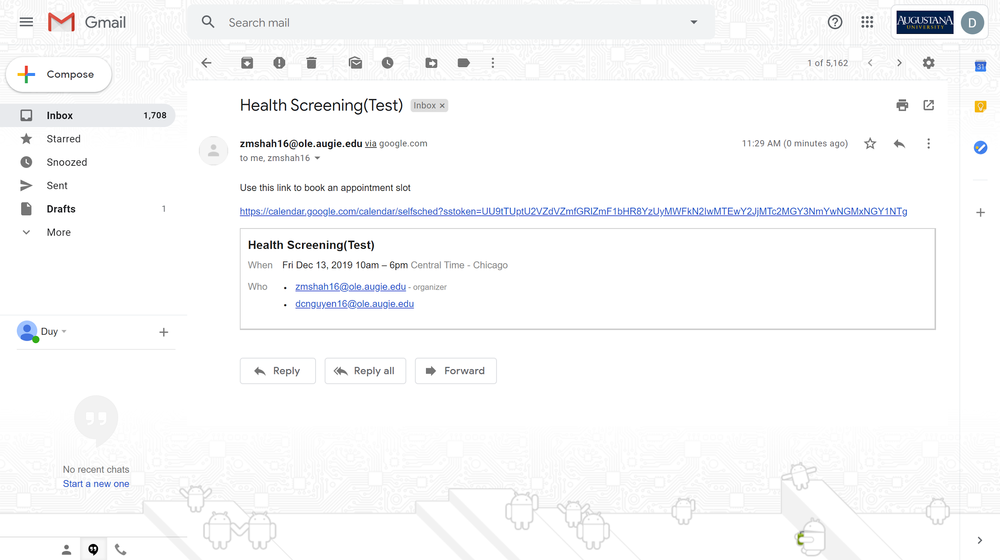 Gmail
Search mail
AUGUSTANA
UNIVERSITY
D
Compose
1 of 5,162
31
Health Screening(Test) Inbox ×
Inbox 1,708
Starred
Snoozed
Sent
Drafts 1
More
zmshah16@ole.augie.edu via google.com
11:29 AM (0 minutes ago)
to me, zmshah16
Use this link to book an appointment slot
https://calendar.google.com/calendar/selfsched?sstoken=UU9tTUptU2VZdVZmfGRlZmF1bHR8YzUyMWFkN2IwMTEwY2JjMTc2MGY3NmYwNGMxNGY1NTg
Health Screening(Test)
When Fri Dec 13, 2019 10am – 6pm Central Time - Chicago
Who • zmshah16@ole.augie.edu - organizer
• dcnguyen16@ole.augie.edu
Duy
Reply
Reply all
Forward
No recent chats
Start a new one